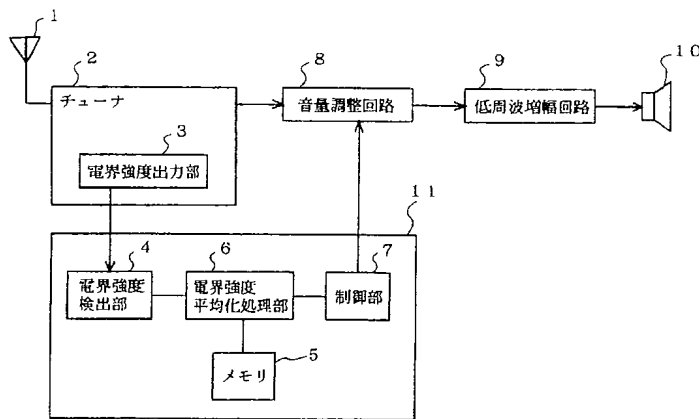 1
2
チューナ
3
電界強度出力部
8
音量調整回路
9
低周波増幅回路
10
11
4
電界強度
検出部
6
電界強度
平均化処理部
7
制御部
5
メモリ